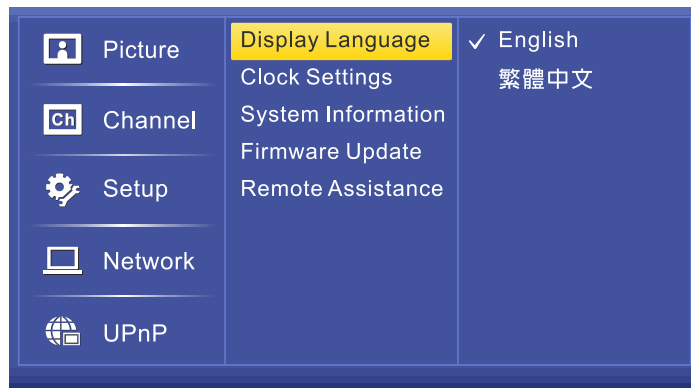 Picture
Ch Channel
Setup
Network
UPnP
Display Language
Clock Settings
System Information
Firmware Update
Remote Assistance
✓ English
繁體中文